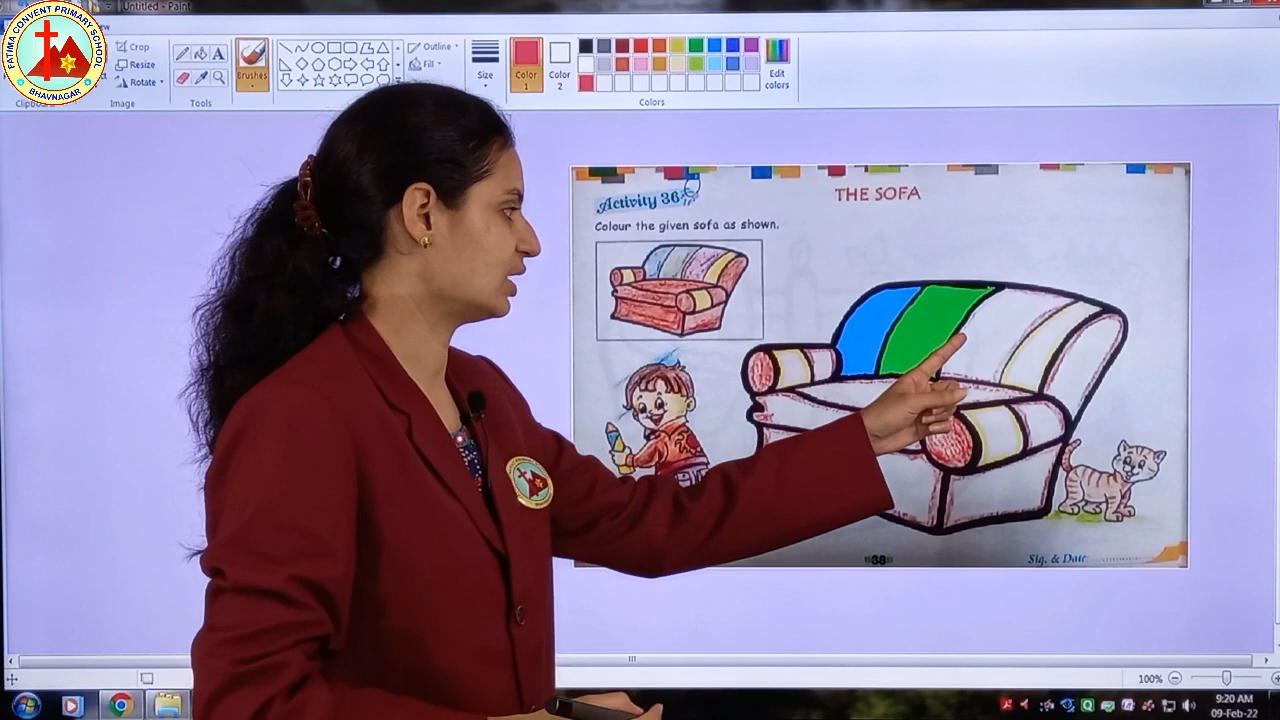 Untitled - Paint
FATIMA CONVENT PRIMARY SCHOOL
BHAVNAGAR
Crop
Resize
Rotate
Image
Tools
Brushes
Outline
Fill
Size
Color 1
Color 2
Edit colors
Colors
Activity 36
THE SOFA
Colour the given sofa as shown.
38
Sig. & Date
100%
9:20 AM
09-Feb-22